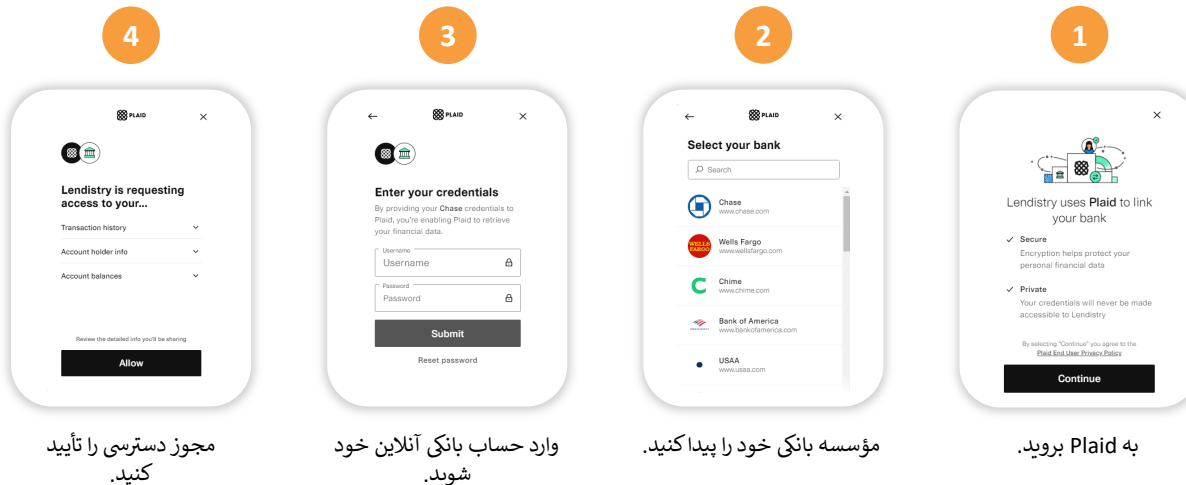 1
Lendistry uses Plaid to link
your bank
Secure
Encryption helps protect your
personal financial data
Private
Your credentials will never be made
accessible to Lendistry
By selecting "Continue" you agree to the
Plaid End User Privacy Policy
Continue
به Plaid بروید.
2
PLAID
Select your bank
Search
Chase
www.chase.com
WELLS
FARGO
Wells Fargo
www.wellsfargo.com
Chime
www.chime.com
Bank of America
www.bankofamerica.com
USAA
www.usaa.com
مؤسسه بانکی خود را پیدا کنید.
3
PLAID
Enter your credentials
By providing your Chase credentials to
Plaid, you're enabling Plaid to retrieve
your financial data.
Username
Username
Password
Password
Submit
Reset password
وارد حساب بانکی آنلاین خود
شوید.
4
PLAID
Lendistry is requesting
access to your...
Transaction history
Account holder info
Account balances
Review the detailed info you'll be sharing
Allow
مجوز دسترسی را تأیید
کنید.